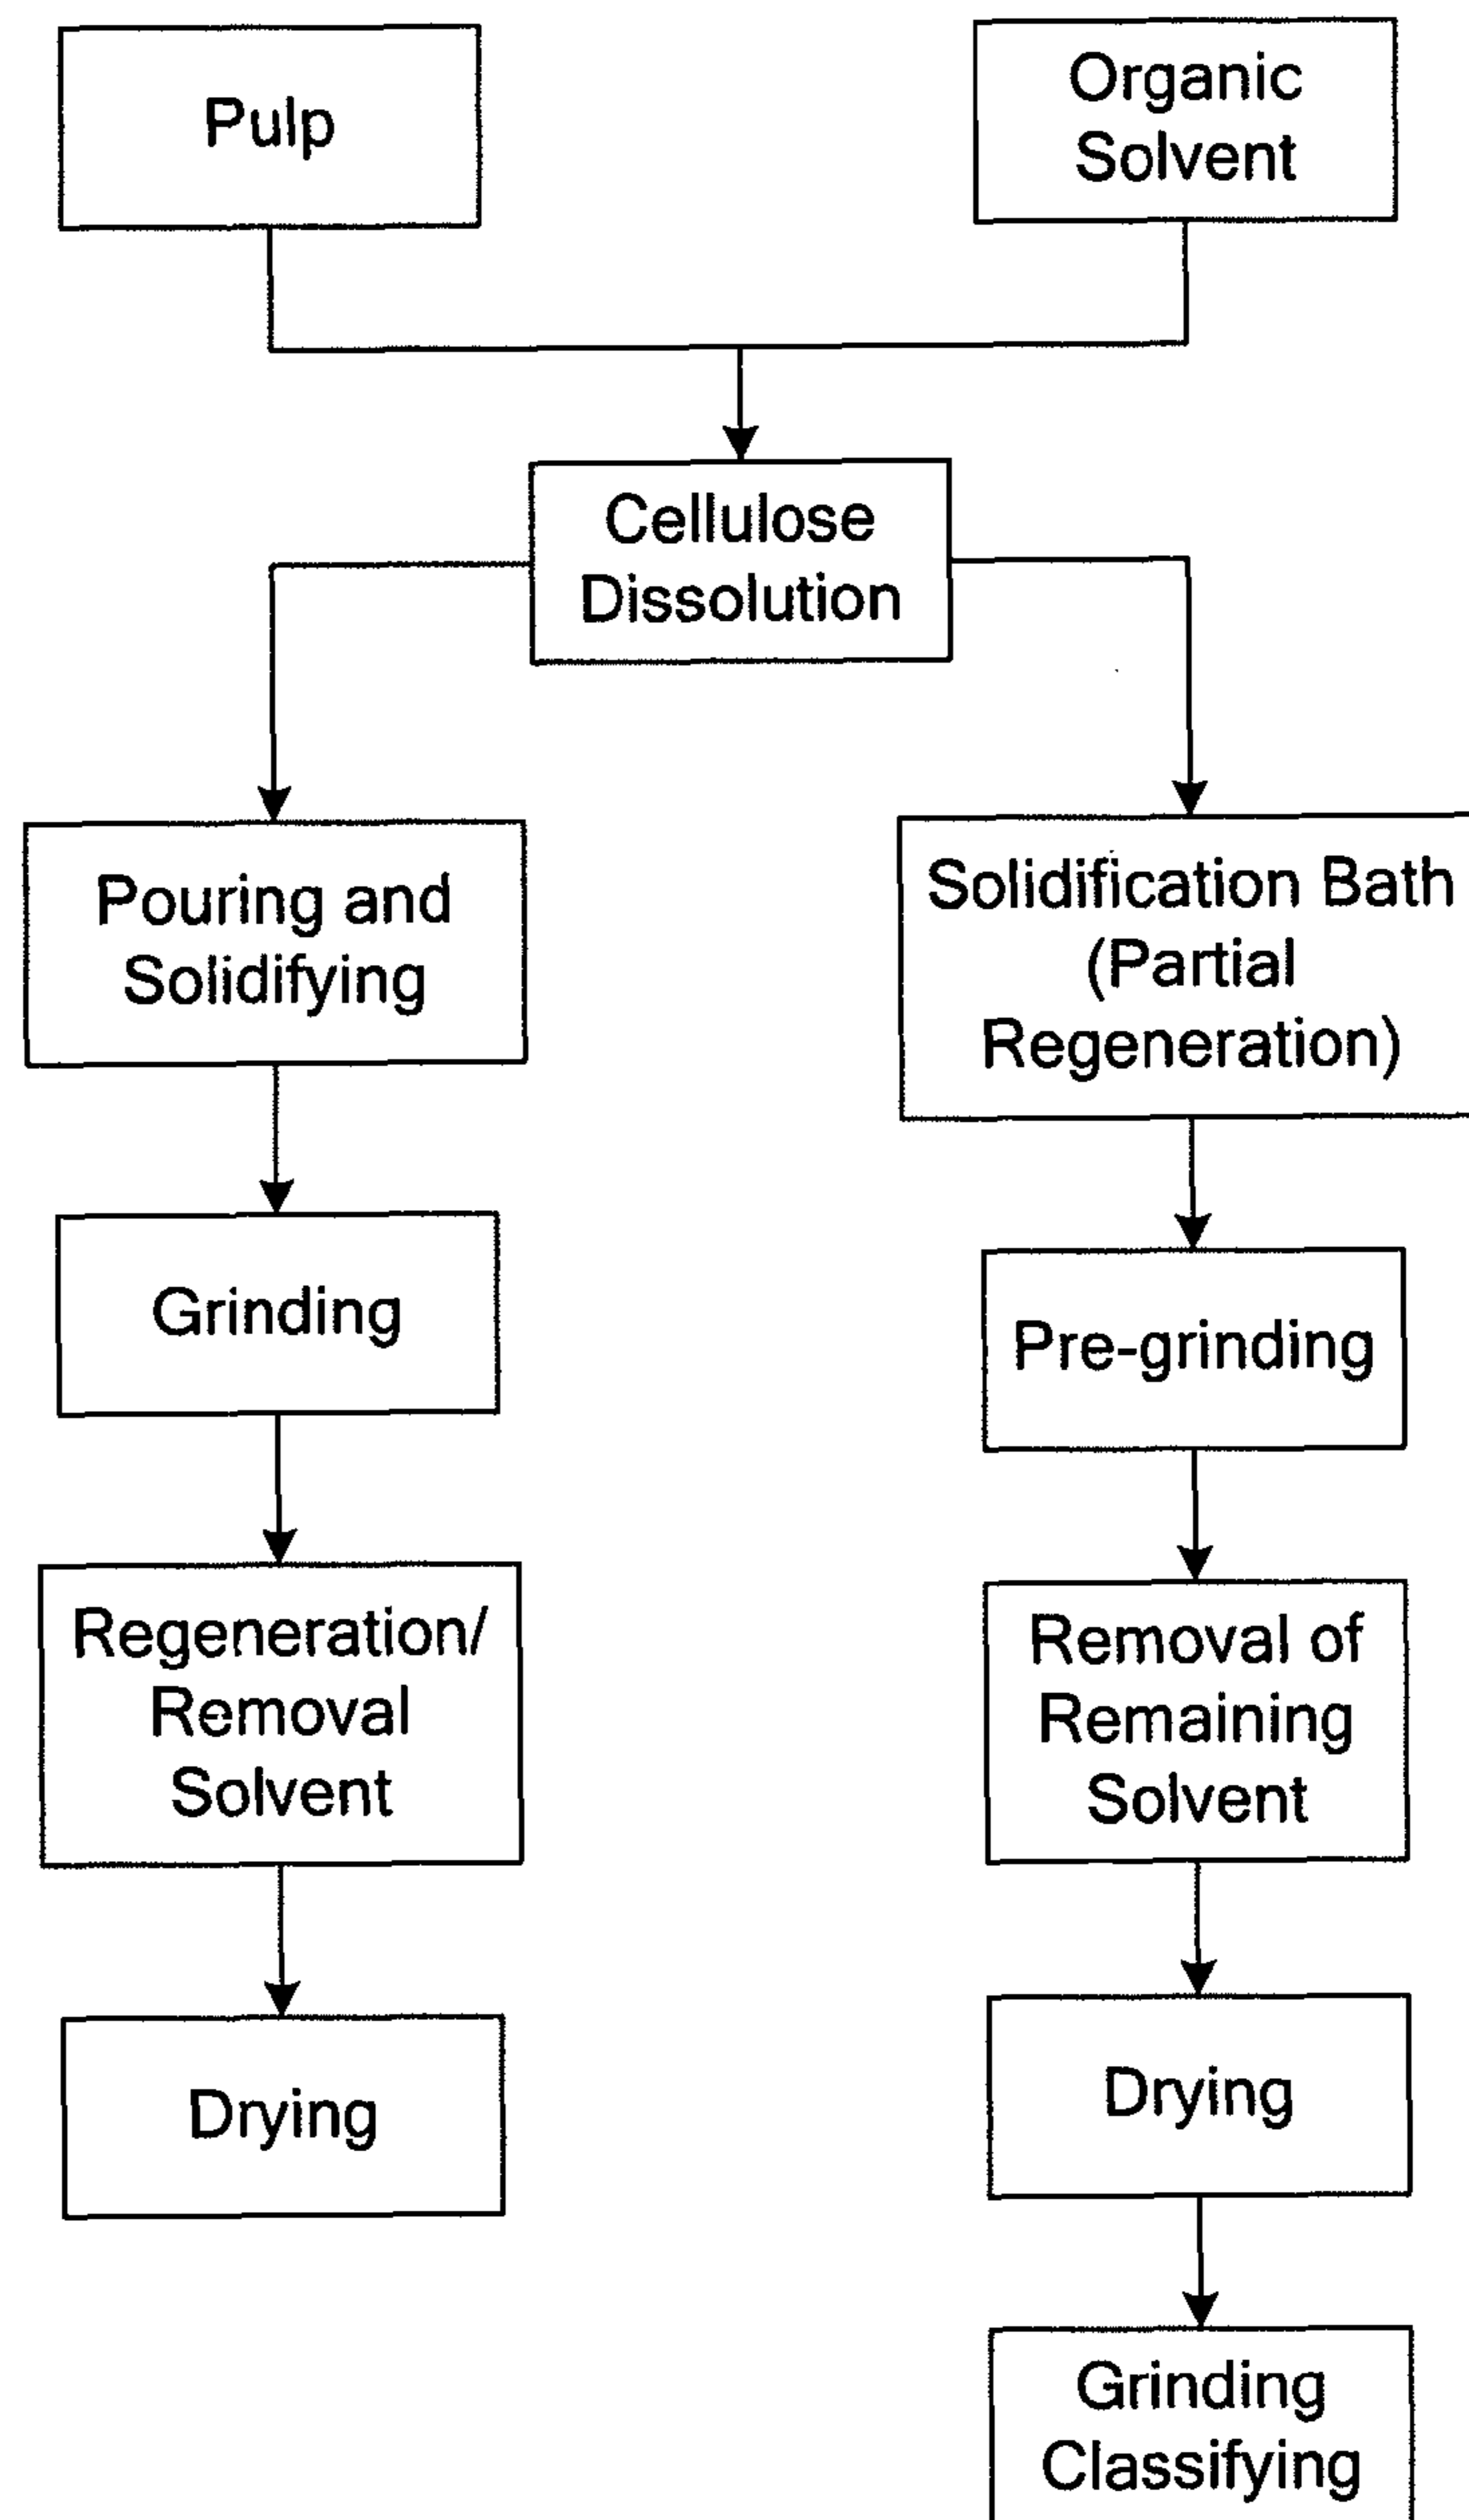 Pulp
Organic
Solvent
Cellulose
Dissolution
Pouring and
Solidifying
Solidification Bath
(Partial
Regeneration)
Grinding
Pre-grinding
Regeneration/
Removal
Solvent
Removal of
Remaining
Solvent
Drying
Drying
Grinding
Classifying